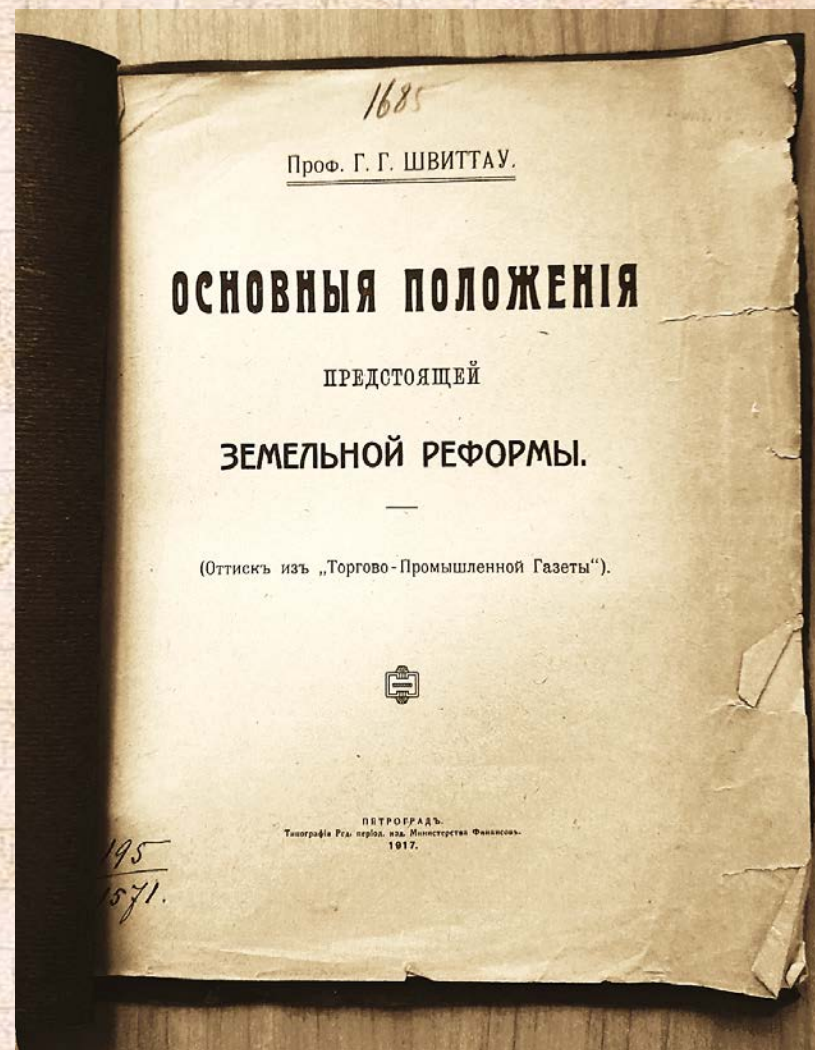 1685
Проф. Г. Г. ШВИТТАУ.
ОСНОВНЫЯ ПОЛОЖЕНІЯ
ПРЕДСТОЯЩЕЙ
ЗЕМЕЛЬНОЙ РЕФОРМЫ.
(Оттискъ изъ „Торгово-Промышленной Газеты“).
ПЕТРОГРАДЪ.
Типографія Ред. період. изд. Министерства Финансовъ.
1917.
195
1571.